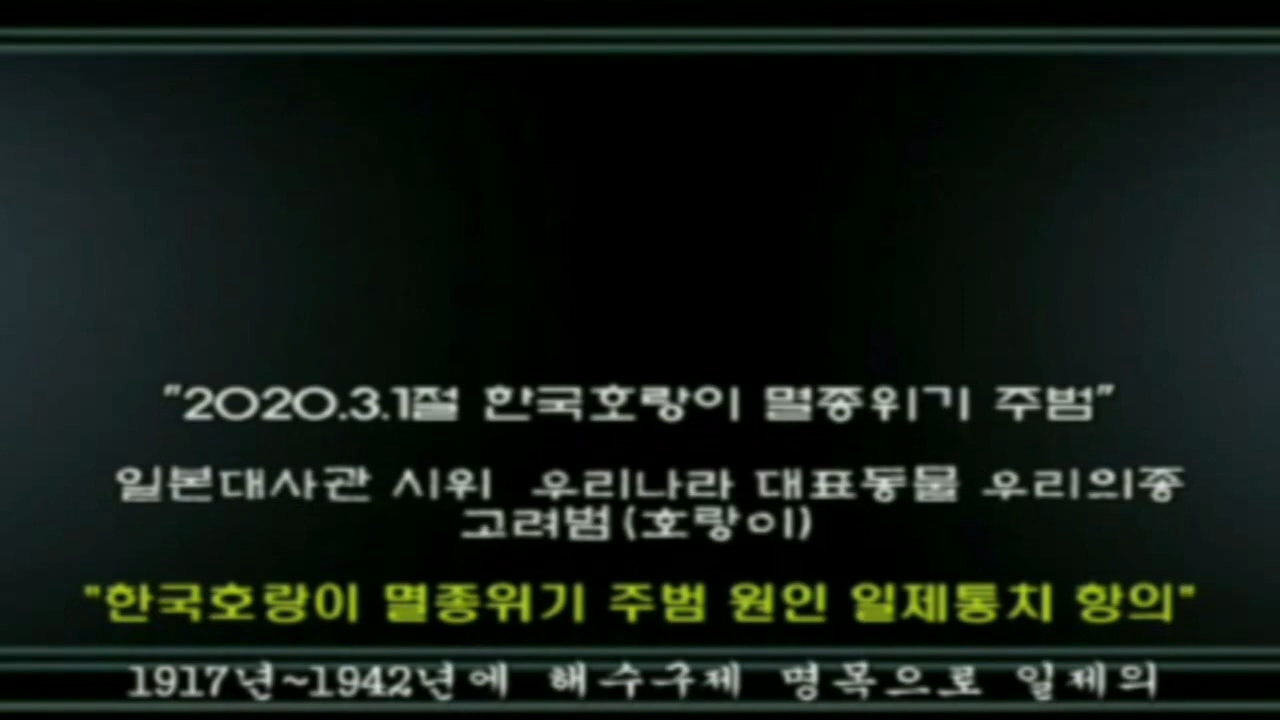 "2020.3.1절 한국호랑이 멸종위기 주범"
일본대사관 시위 우리나라 대표동물 우리의종
고려범(호랑이)
"한국호랑이 멸종위기 주범 원인 일제통치 항의"
1917년~1942년에 해수구제 명목으로 일제의